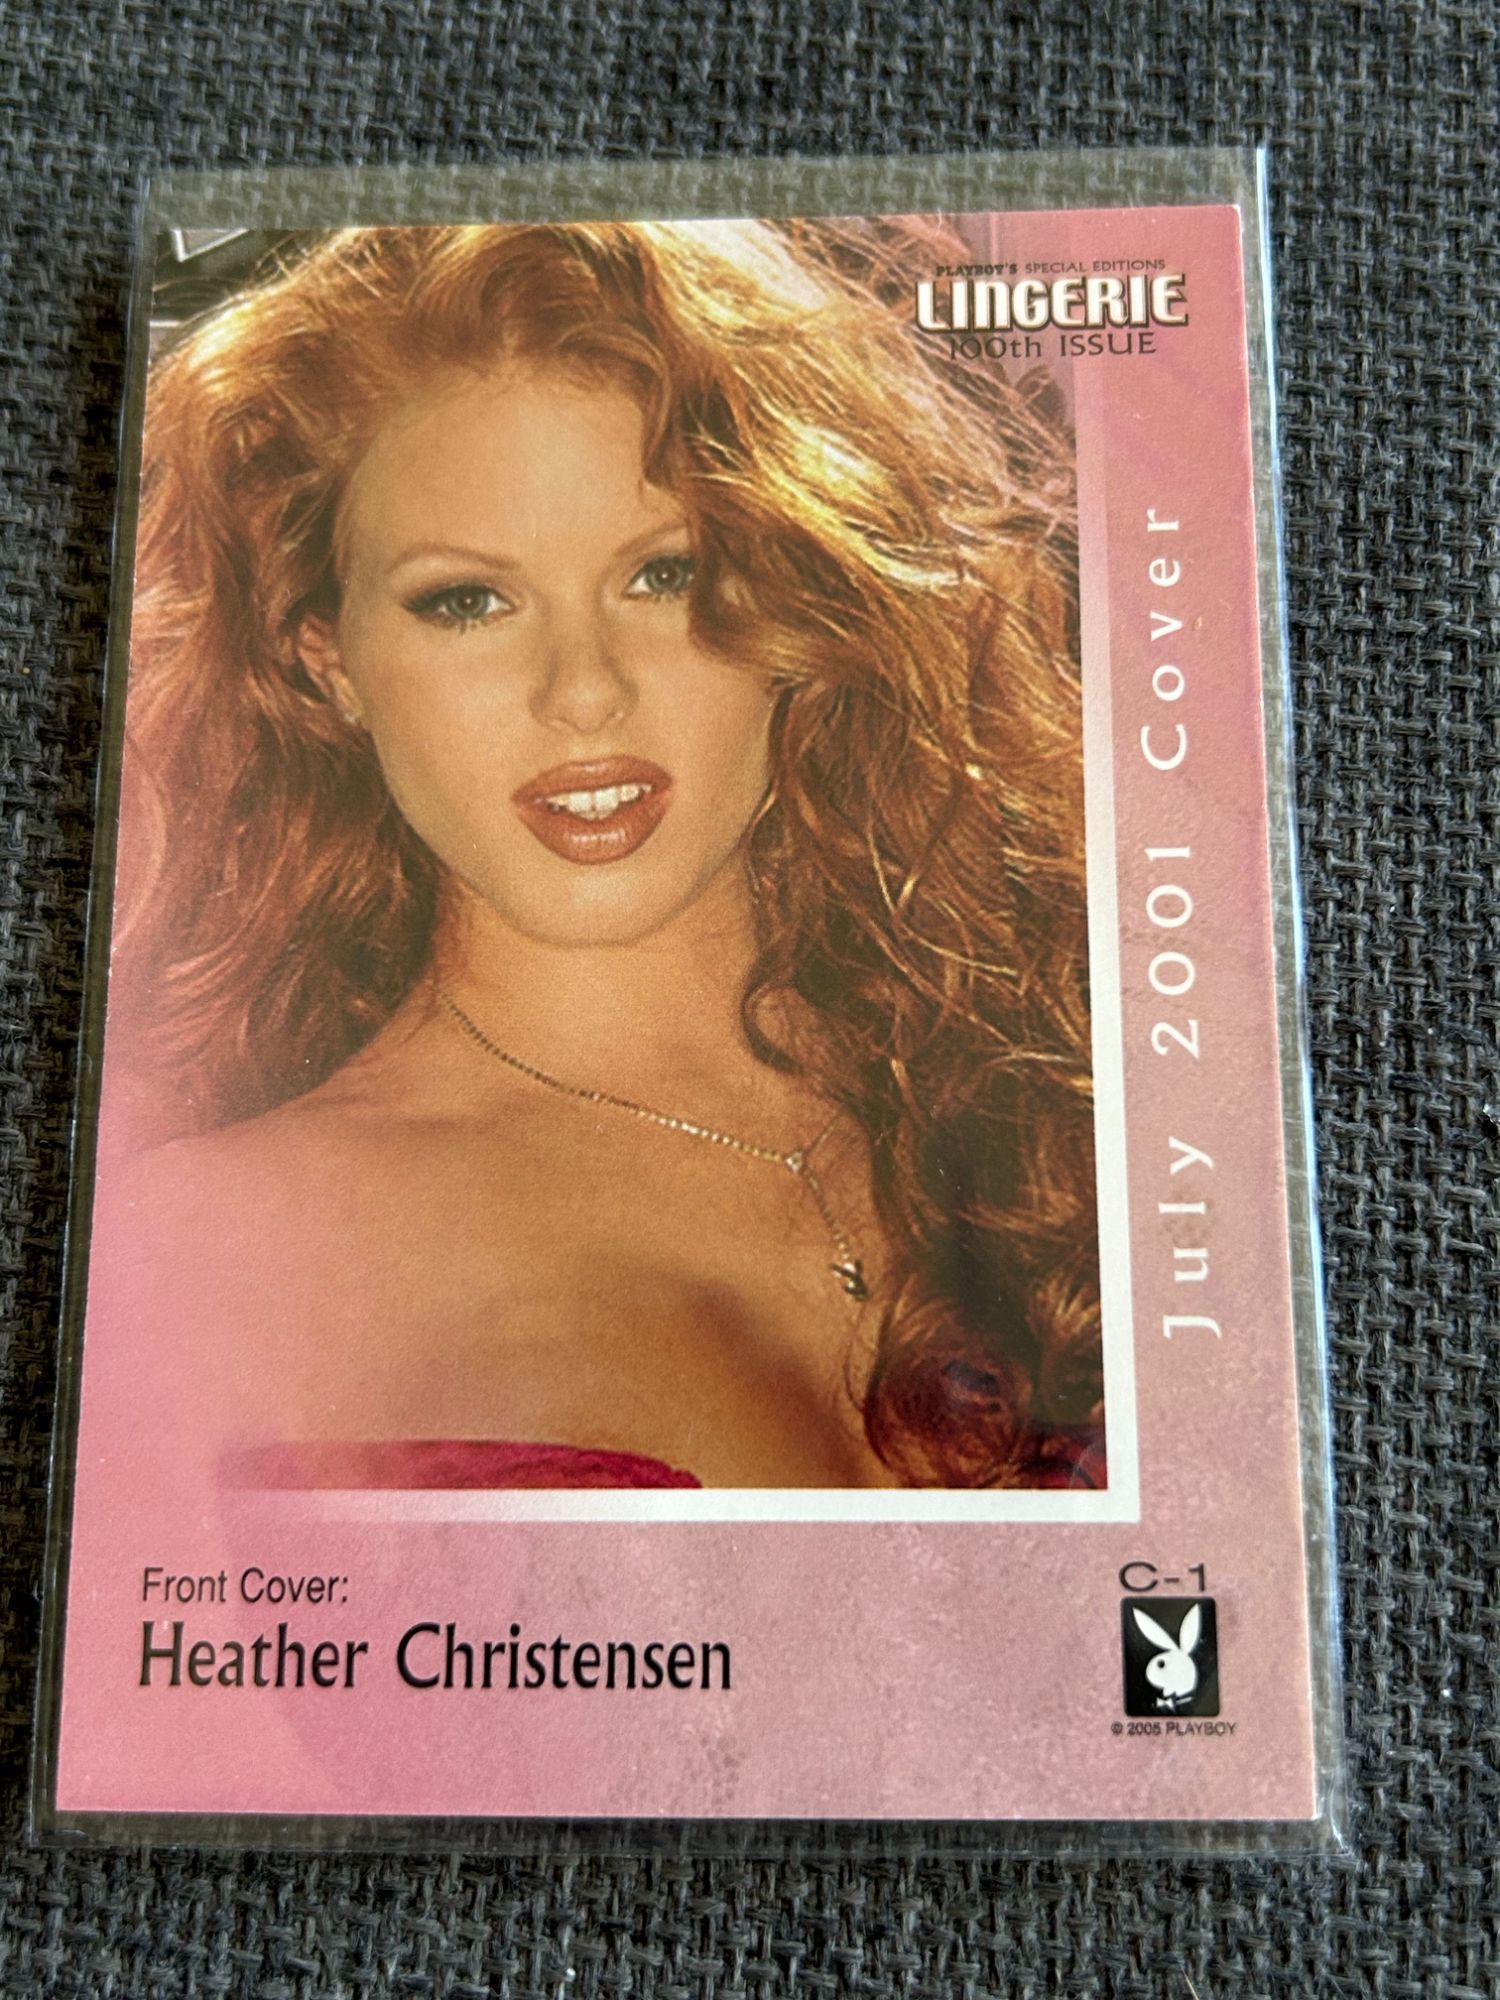 PLAYBOY'S SPECIAL EDITIONS
LINGERIE
100th ISSUE
July 2001 Cover
Front Cover:
Heather Christensen
C-1
© 2005 PLAYBOY